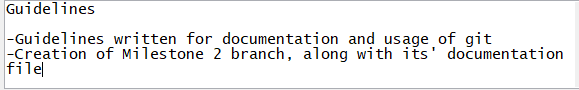 Guidelines
-Guidelines written for documentation and usage of git
-Creation of Milestone 2 branch, along with its' documentation
file